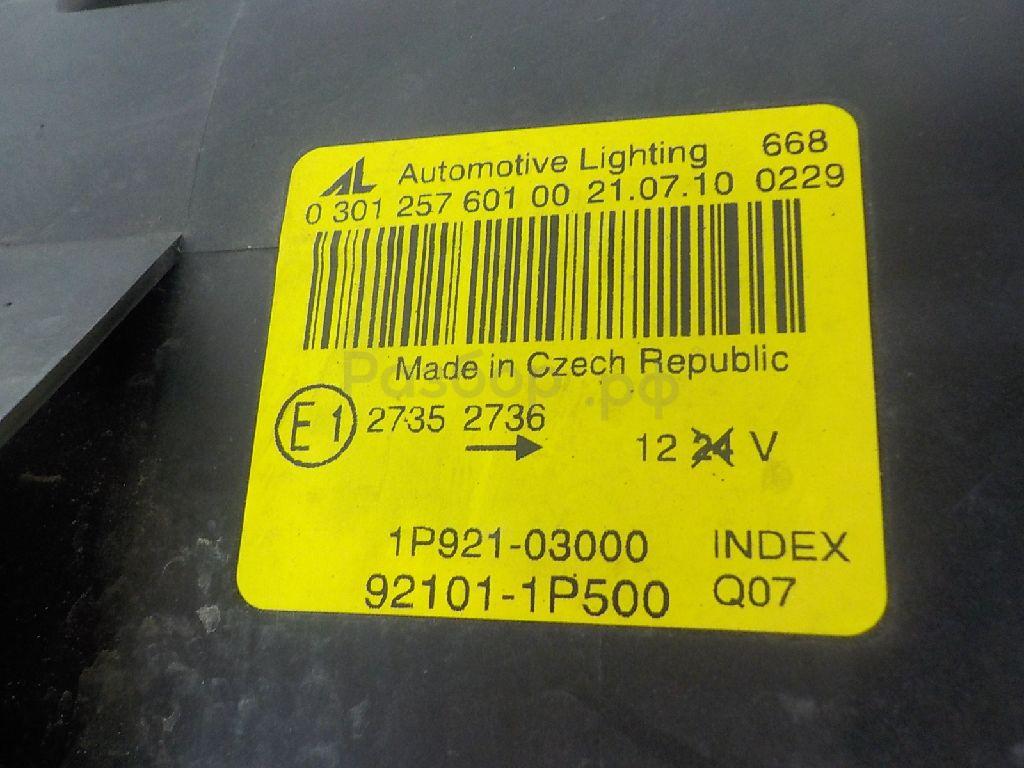 AL Automotive Lighting 668
0 301 257 601 00 21.07.10 0229
Made in Czech Republic
Разбор.рф
E1 2735 2736
12 24 V
1P921-03000 INDEX
92101-1P500 Q07